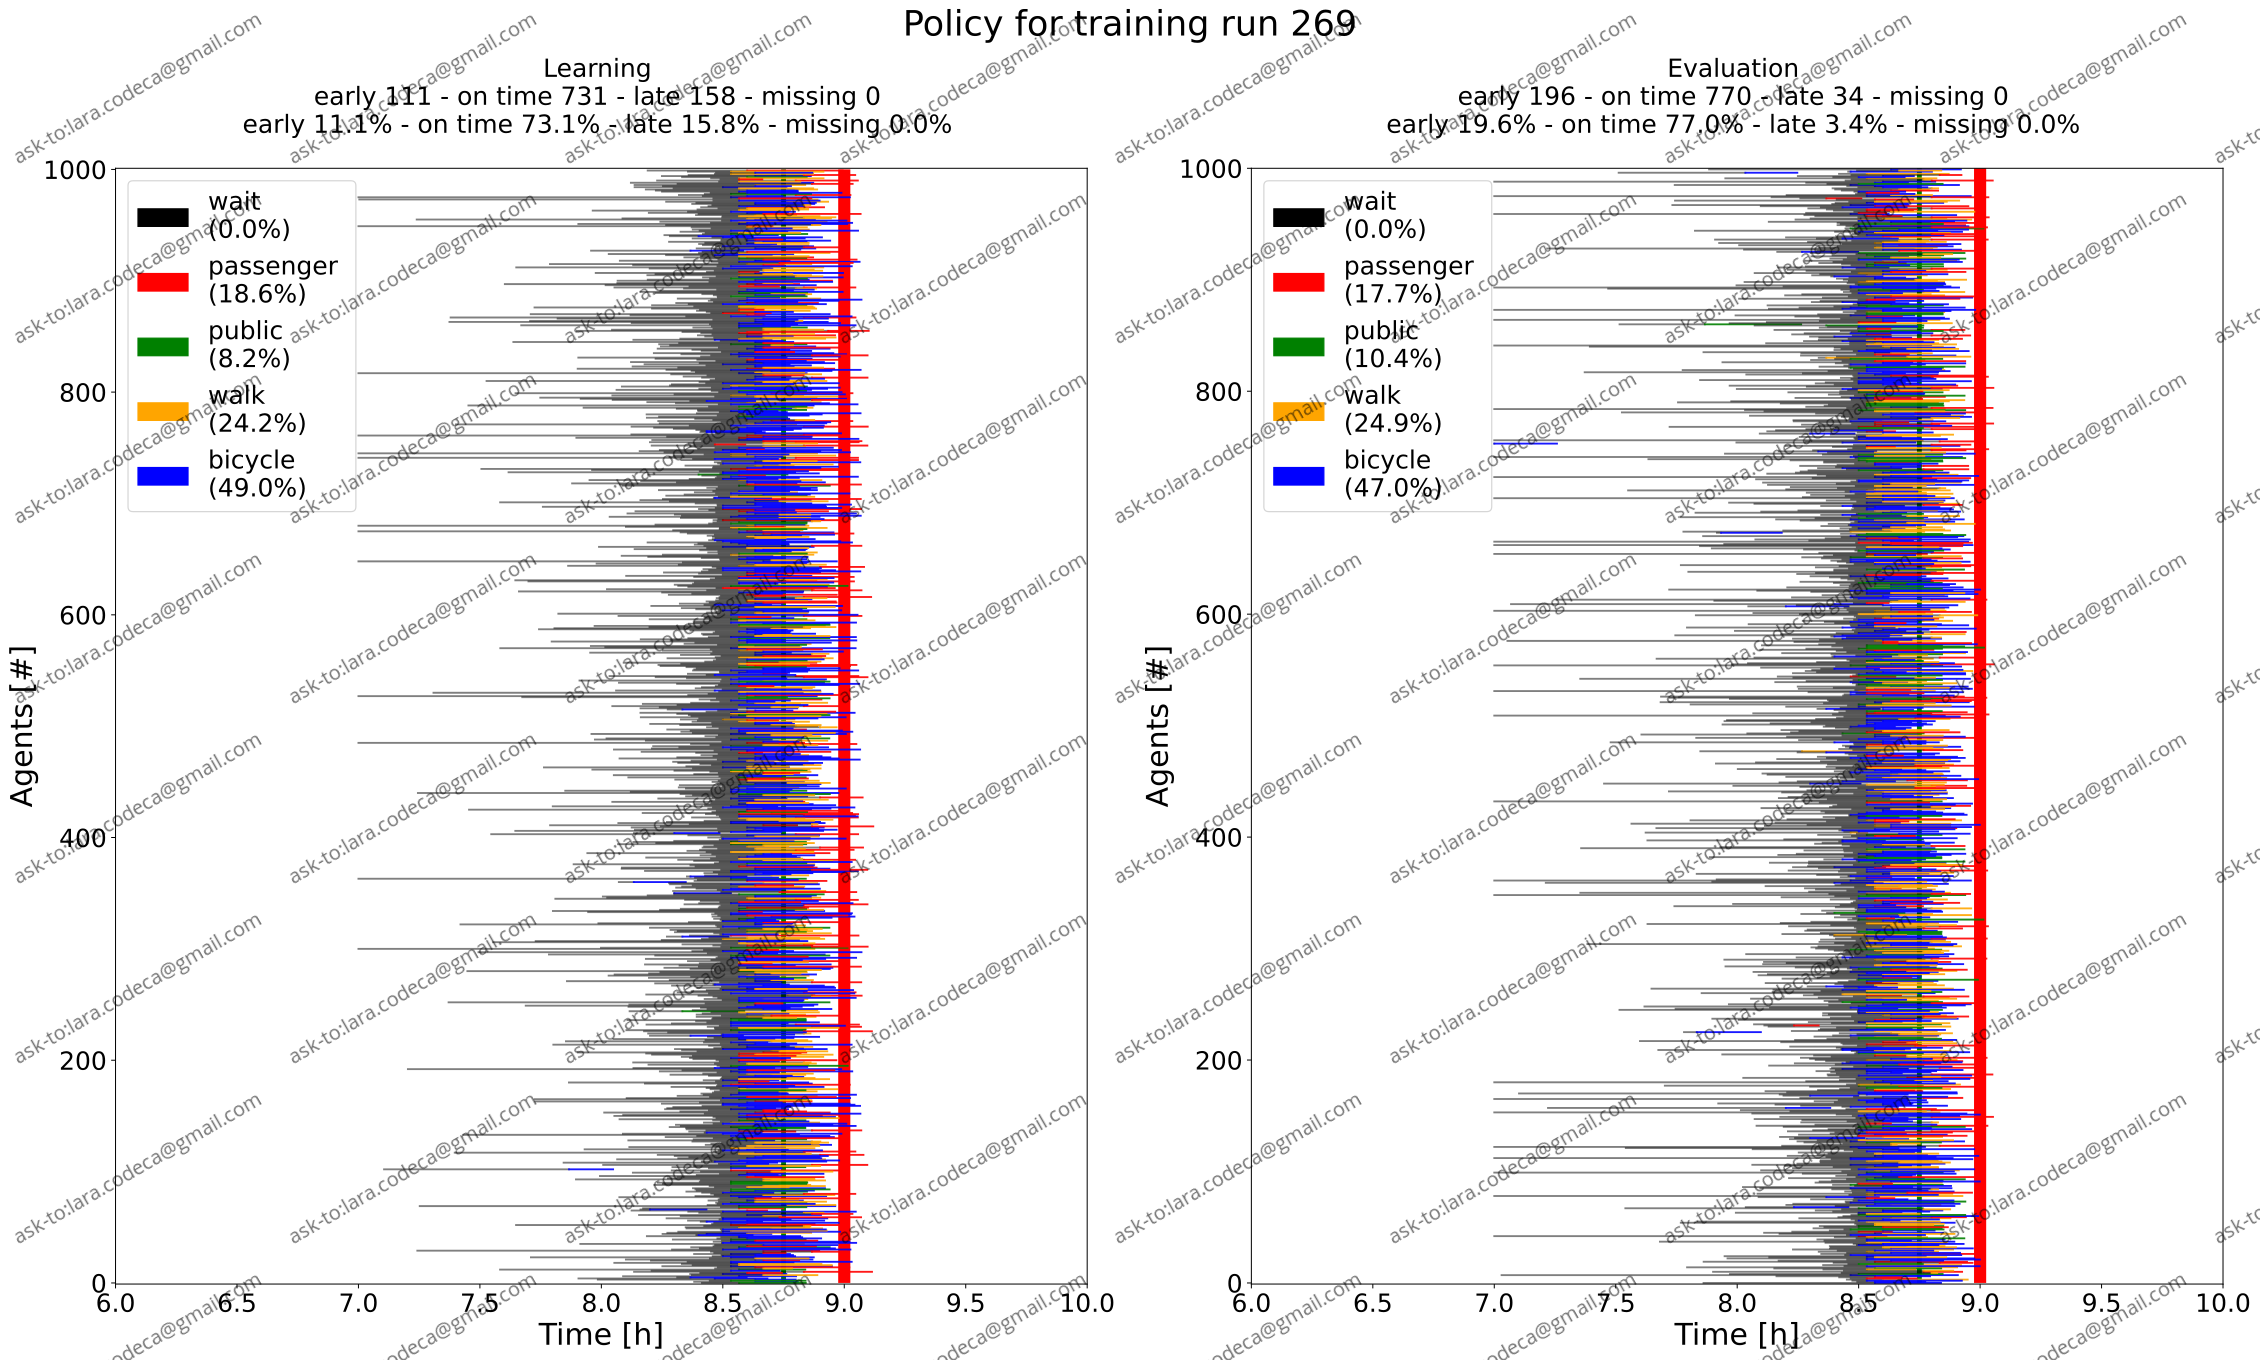 Policy for training run 269
Learning
early 111 - on time 731 - late 158 - missing 0
early 11.1% - on time 73.1% - late 15.8% - missing 0.0%
1000
800
600
400
200
0
Agents [#]
wait
(0.0%)
passenger
(18.6%)
public
(8.2%)
walk
(24.2%)
bicycle
(49.0%)
6.0 6.5 7.0 7.5 8.0 8.5 9.0 9.5 10.0
Time [h]
Evaluation
early 196 - on time 770 - late 34 - missing 0
early 19.6% - on time 77.0% - late 3.4% - missing 0.0%
1000
800
600
400
200
0
Agents [#]
wait
(0.0%)
passenger
(17.7%)
public
(10.4%)
walk
(24.9%)
bicycle
(47.0%)
6.0 6.5 7.0 7.5 8.0 8.5 9.0 9.5 10.0
Time [h]
ask-to:lara.codeca@gmail.com